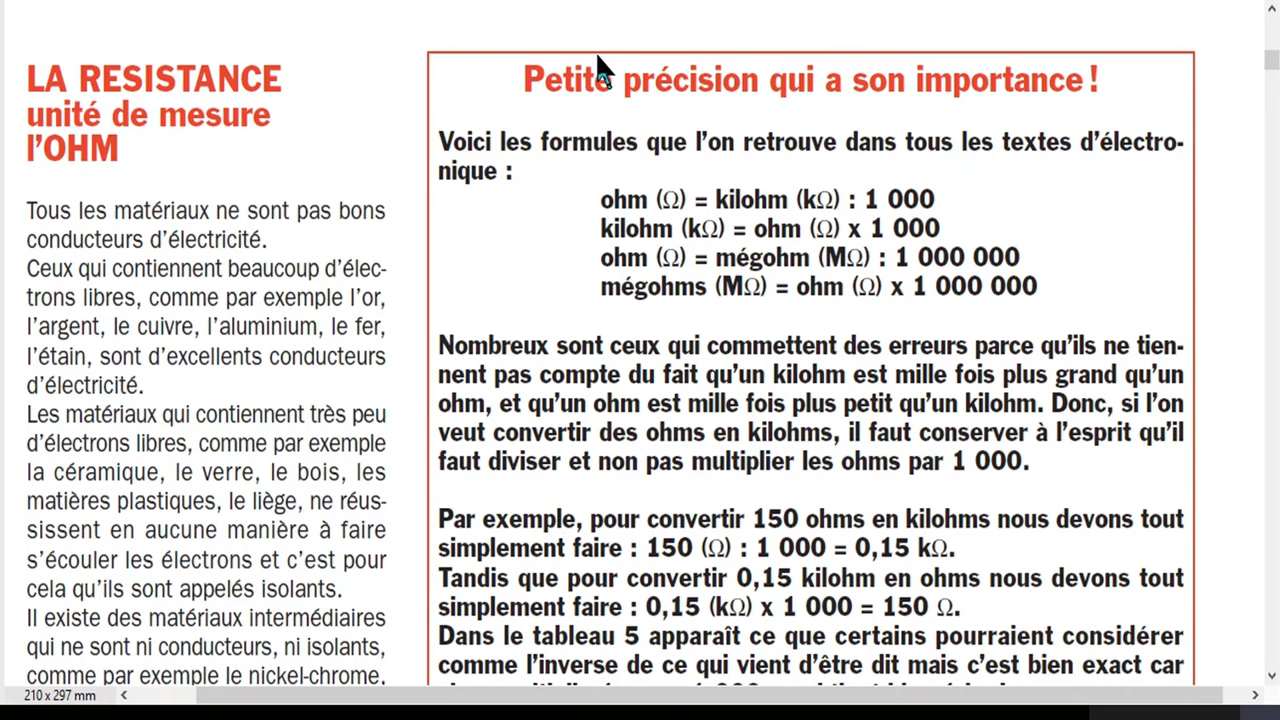 LA RESISTANCE
unité de mesure
l'OHM
Tous les matériaux ne sont pas bons
conducteurs d'électricité.
Ceux qui contiennent beaucoup d'élec-
trons libres, comme par exemple l'or,
l'argent, le cuivre, l'aluminium, le fer,
l'étain, sont d'excellents conducteurs
d'électricité.
Les matériaux qui contiennent très peu
d'électrons libres, comme par exemple
la céramique, le verre, le bois, les
matières plastiques, le liège, ne réus-
sissent en aucune manière à faire
s'écouler les électrons et c'est pour
cela qu'ils sont appelés isolants.
Il existe des matériaux intermédiaires
qui ne sont ni conducteurs, ni isolants,
comme par exemple le nickel-chrome,
Petite précision qui a son importance !
Voici les formules que l'on retrouve dans tous les textes d'électro-
nique :
ohm (Ω) = kilohm (kΩ) : 1 000
kilohm (kΩ) = ohm (Ω) x 1 000
ohm (Ω) = mégohm (MΩ) : 1 000 000
mégohms (MΩ) = ohm (Ω) x 1 000 000
Nombreux sont ceux qui commettent des erreurs parce qu'ils ne tien-
nent pas compte du fait qu'un kilohm est mille fois plus grand qu'un
ohm, et qu'un ohm est mille fois plus petit qu'un kilohm. Donc, si l'on
veut convertir des ohms en kilohms, il faut conserver à l'esprit qu'il
faut diviser et non pas multiplier les ohms par 1 000.
Par exemple, pour convertir 150 ohms en kilohms nous devons tout
simplement faire : 150 (Ω) : 1 000 = 0,15 kΩ.
Tandis que pour convertir 0,15 kilohm en ohms nous devons tout
simplement faire : 0,15 (kΩ) x 1 000 = 150 Ω.
Dans le tableau 5 apparaît ce que certains pourraient considérer
comme l'inverse de ce qui vient d'être dit mais c'est bien exact car
210 x 297 mm